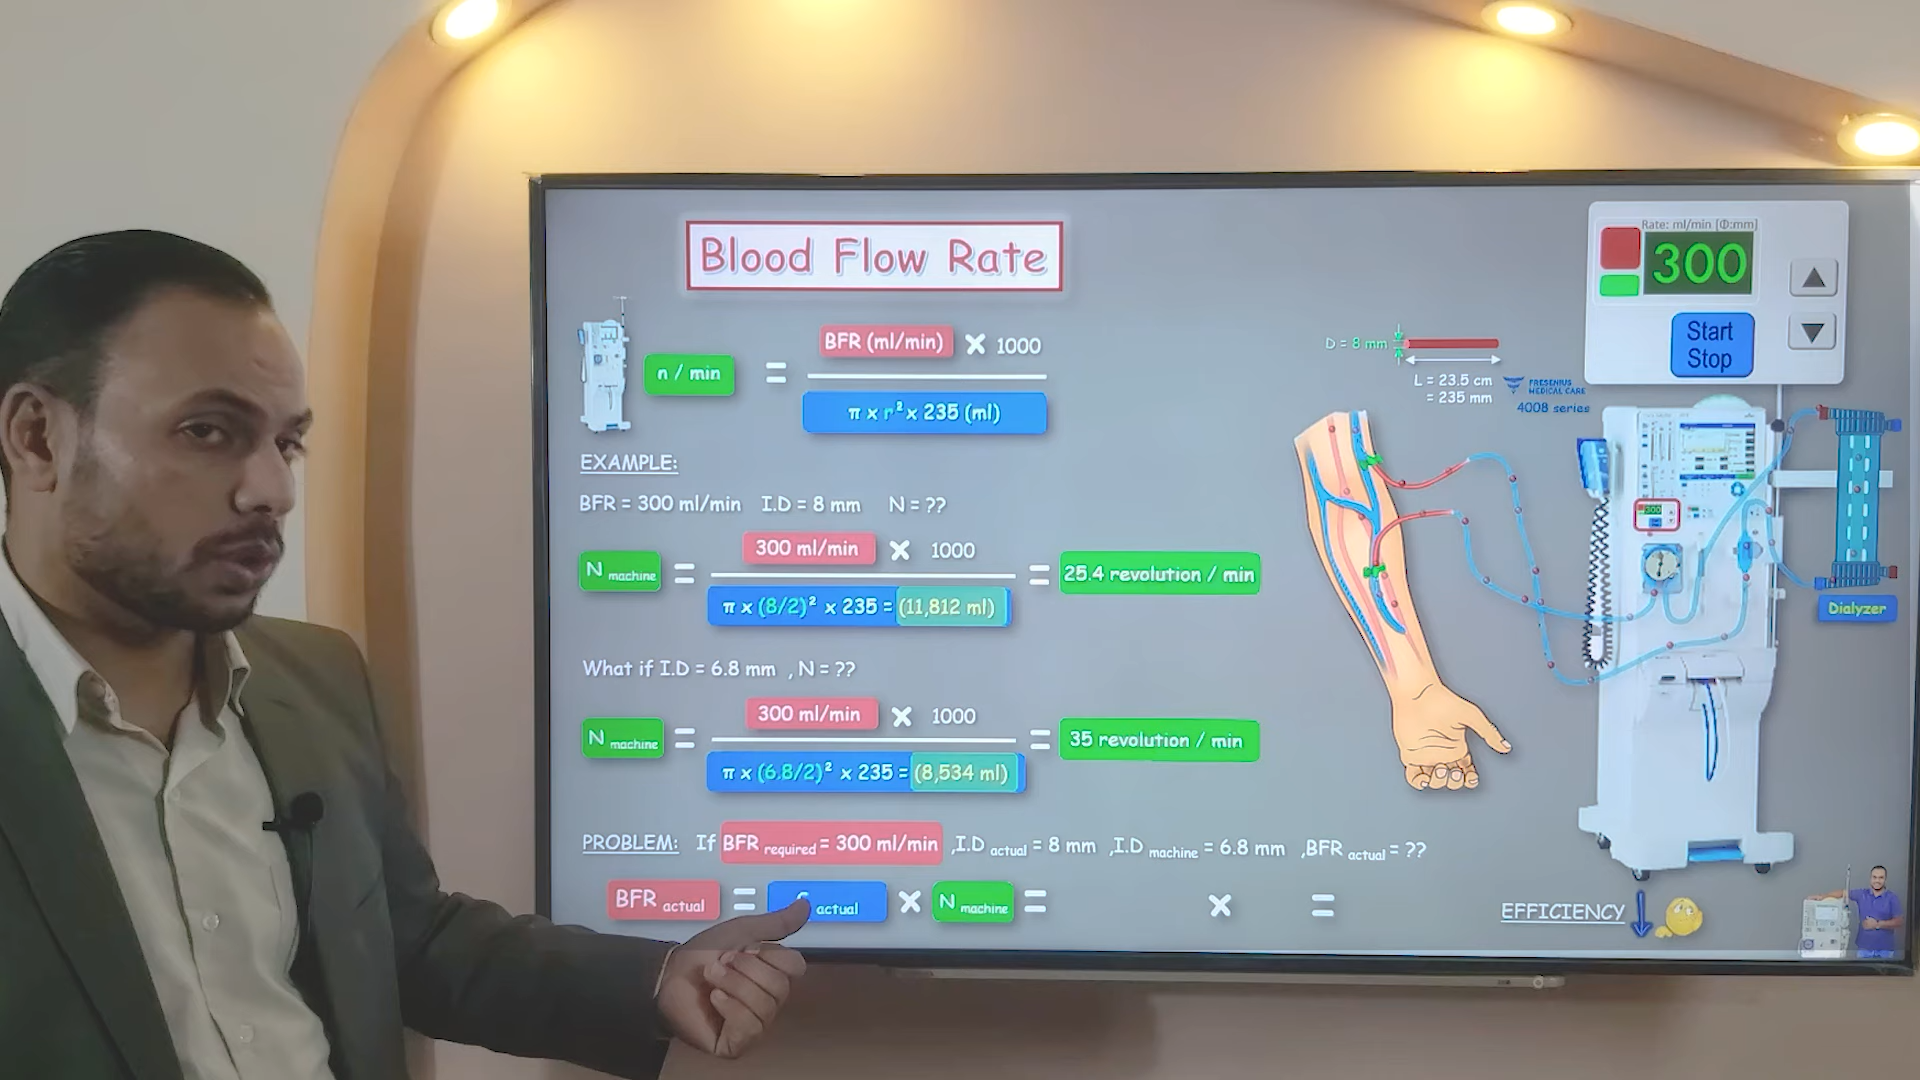 Blood Flow Rate
n / min = BFR (ml/min) × 1000
π x r² x 235 (ml)
EXAMPLE:
BFR = 300 ml/min I.D = 8 mm N = ??
N machine = 300 ml/min × 1000 = 25.4 revolution / min
π x (8/2)² x 235 = (11,812 ml)
What if I.D = 6.8 mm , N = ??
N machine = 300 ml/min × 1000 = 35 revolution / min
π x (6.8/2)² x 235 = (8,534 ml)
PROBLEM: If BFR required = 300 ml/min ,I.D actual = 8 mm ,I.D machine = 6.8 mm ,BFR actual = ??
BFR actual = actual × N machine = × =
Rate: ml/min [Φ:mm]
300
Start
Stop
D = 8 mm
L = 23.5 cm
= 235 mm
FRESENIUS
MEDICAL CARE
4008 series
300
Dialyzer
EFFICIENCY